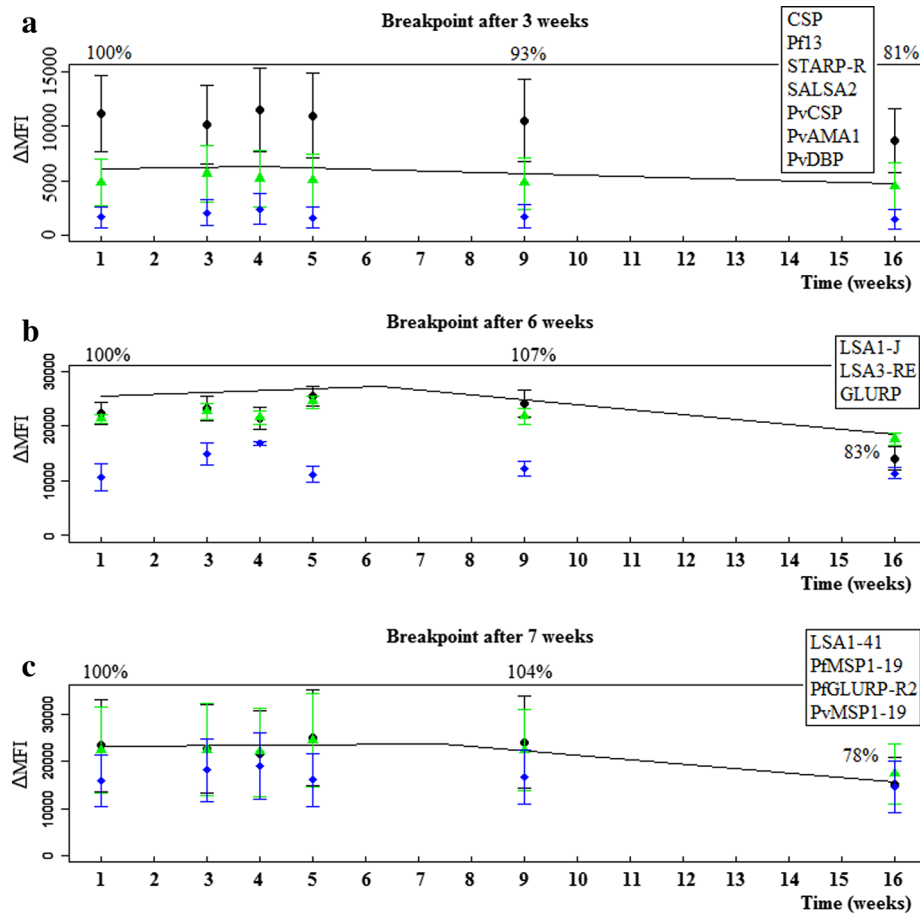 a
Breakpoint after 3 weeks
CSP
Pf13
STARP-R
SALSA2
PvCSP
PvAMA1
PvDBP
100%
93%
81%
ΔMFI
15000
10000
5000
0
1 2 3 4 5 6 7 8 9 10 11 12 13 14 15 16
Time (weeks)
b
Breakpoint after 6 weeks
LSA1-J
LSA3-RE
GLURP
100%
107%
83%
ΔMFI
30000
20000
10000
0
1 2 3 4 5 6 7 8 9 10 11 12 13 14 15 16
Time (weeks)
c
Breakpoint after 7 weeks
LSA1-41
PfMSP1-19
PfGLURP-R2
PvMSP1-19
100%
104%
78%
ΔMFI
30000
20000
10000
0
1 2 3 4 5 6 7 8 9 10 11 12 13 14 15 16
Time (weeks)